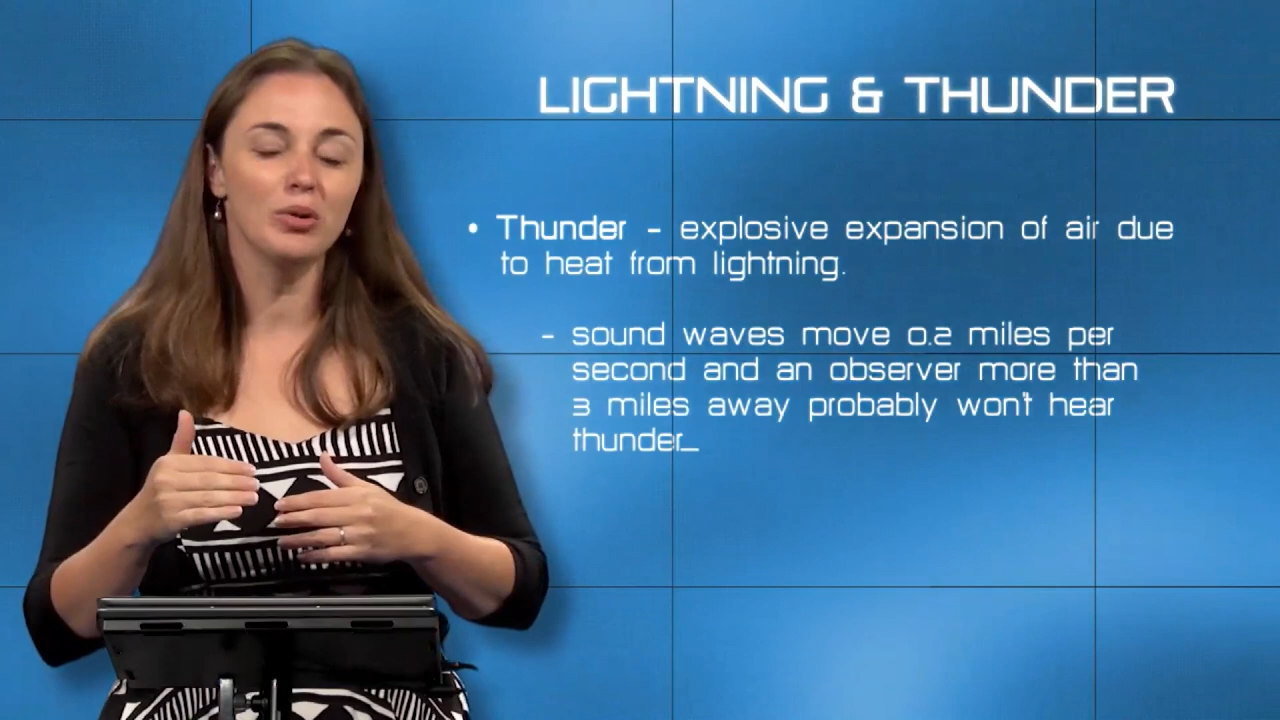 LIGHTNING & THUNDER
• Thunder - explosive expansion of air due
to heat from lightning.
- sound waves move 0.2 miles per
second and an observer more than
3 miles away probably won't hear
thunder_